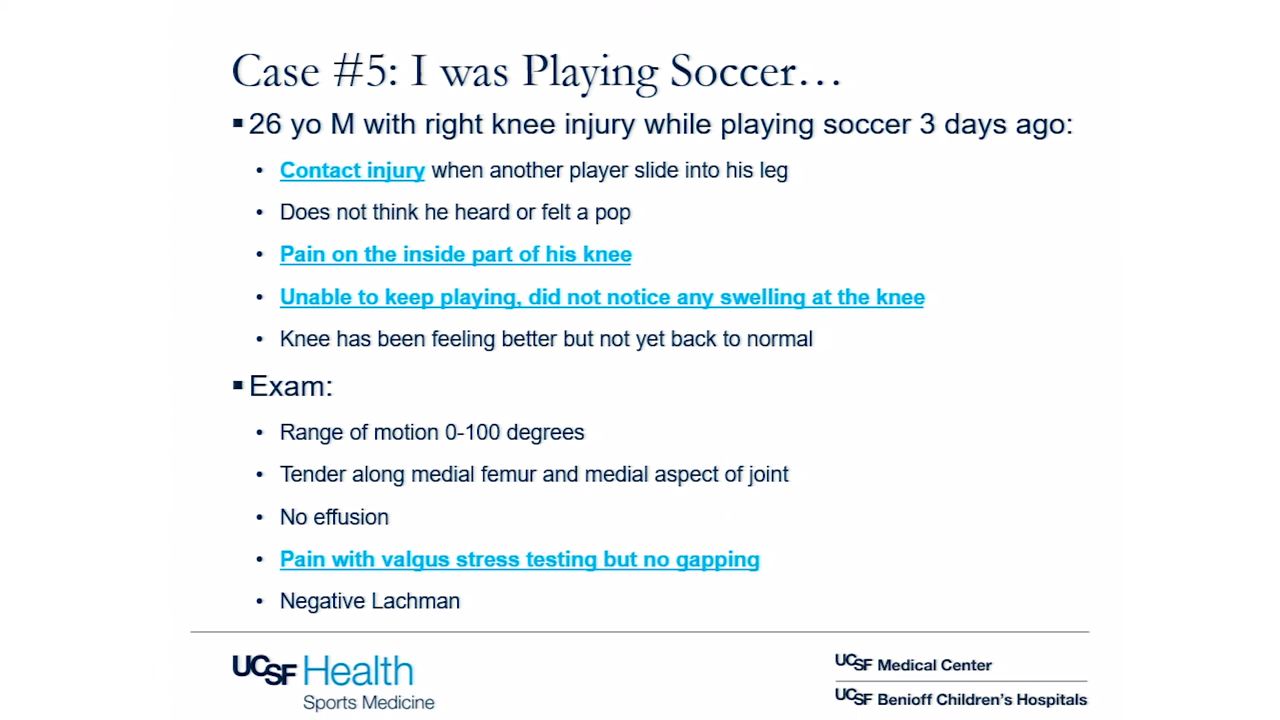 Case #5: I was Playing Soccer…
▪ 26 yo M with right knee injury while playing soccer 3 days ago:
• Contact injury when another player slide into his leg
• Does not think he heard or felt a pop
• Pain on the inside part of his knee
• Unable to keep playing, did not notice any swelling at the knee
• Knee has been feeling better but not yet back to normal
▪ Exam:
• Range of motion 0-100 degrees
• Tender along medial femur and medial aspect of joint
• No effusion
• Pain with valgus stress testing but no gapping
• Negative Lachman
UCSF Health
Sports Medicine
UCSF Medical Center
UCSF Benioff Children's Hospitals